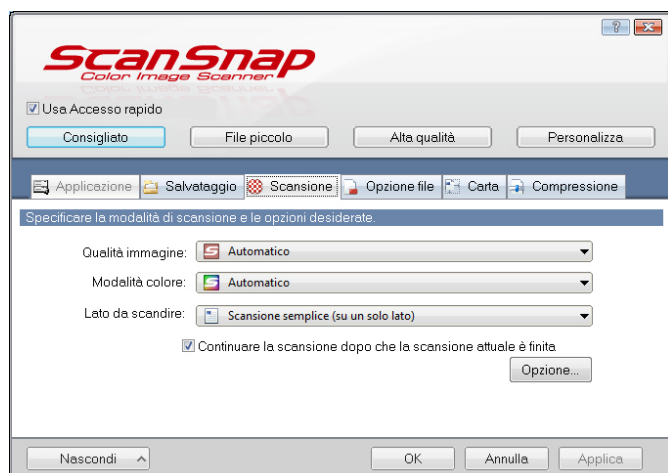 ScanSnap
Color Image Scanner
Usa Accesso rapido
Consigliato File piccolo Alta qualità Personalizza
Applicazione Salvataggio Scansione Opzione file Carta Compressione
Specificare la modalità di scansione e le opzioni desiderate.
Qualità immagine: Automatico
Modalità colore: Automatico
Lato da scandire: Scansione semplice (su un solo lato)
Continuare la scansione dopo che la scansione attuale è finita
Opzione...
Nascondi OK Annulla Applica